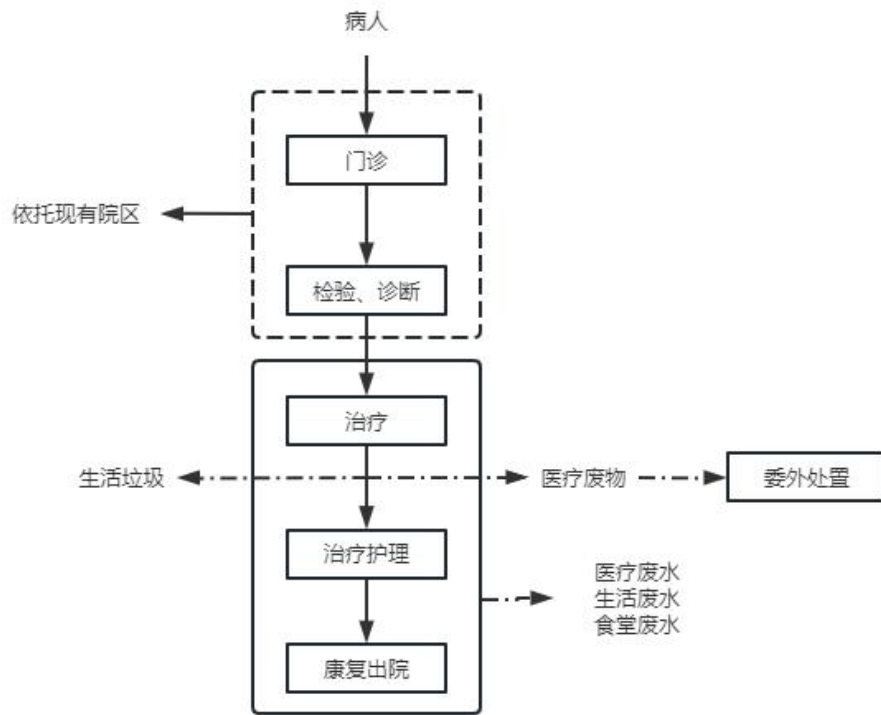 病人
门诊
依托现有院区
检验、诊断
治疗
生活垃圾
医疗废物
委外处置
治疗护理
医疗废水
生活废水
食堂废水
康复出院